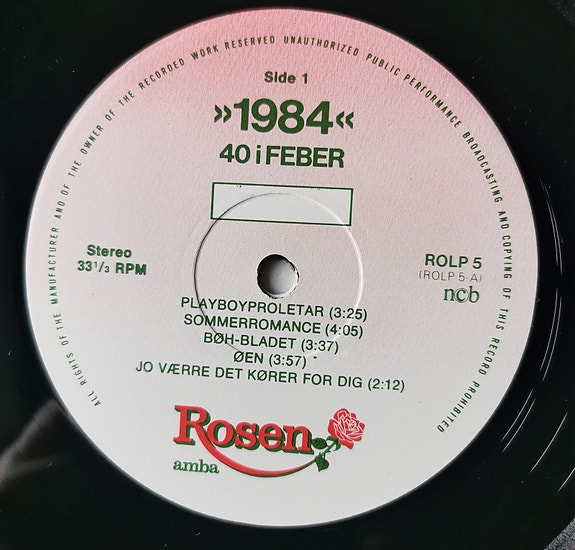 ALL RIGHTS OF THE MANUFACTURER AND OF THE OWNER OF THE RECORDED WORK RESERVED UNAUTHORIZED PUBLIC PERFORMANCE BROADCASTING AND COPYING OF THIS RECORD PROHIBITED
Side 1
»1984«
40 i FEBER
Stereo
33 1/3 RPM
ROLP 5
(ROLP 5-A)
ncb
PLAYBOYPROLETAR (3:25)
SOMMERROMANCE (4:05)
BØH-BLADET (3:37)
ØEN (3:57)
JO VÆRRE DET KØRER FOR DIG (2:12)
Rosen
amba